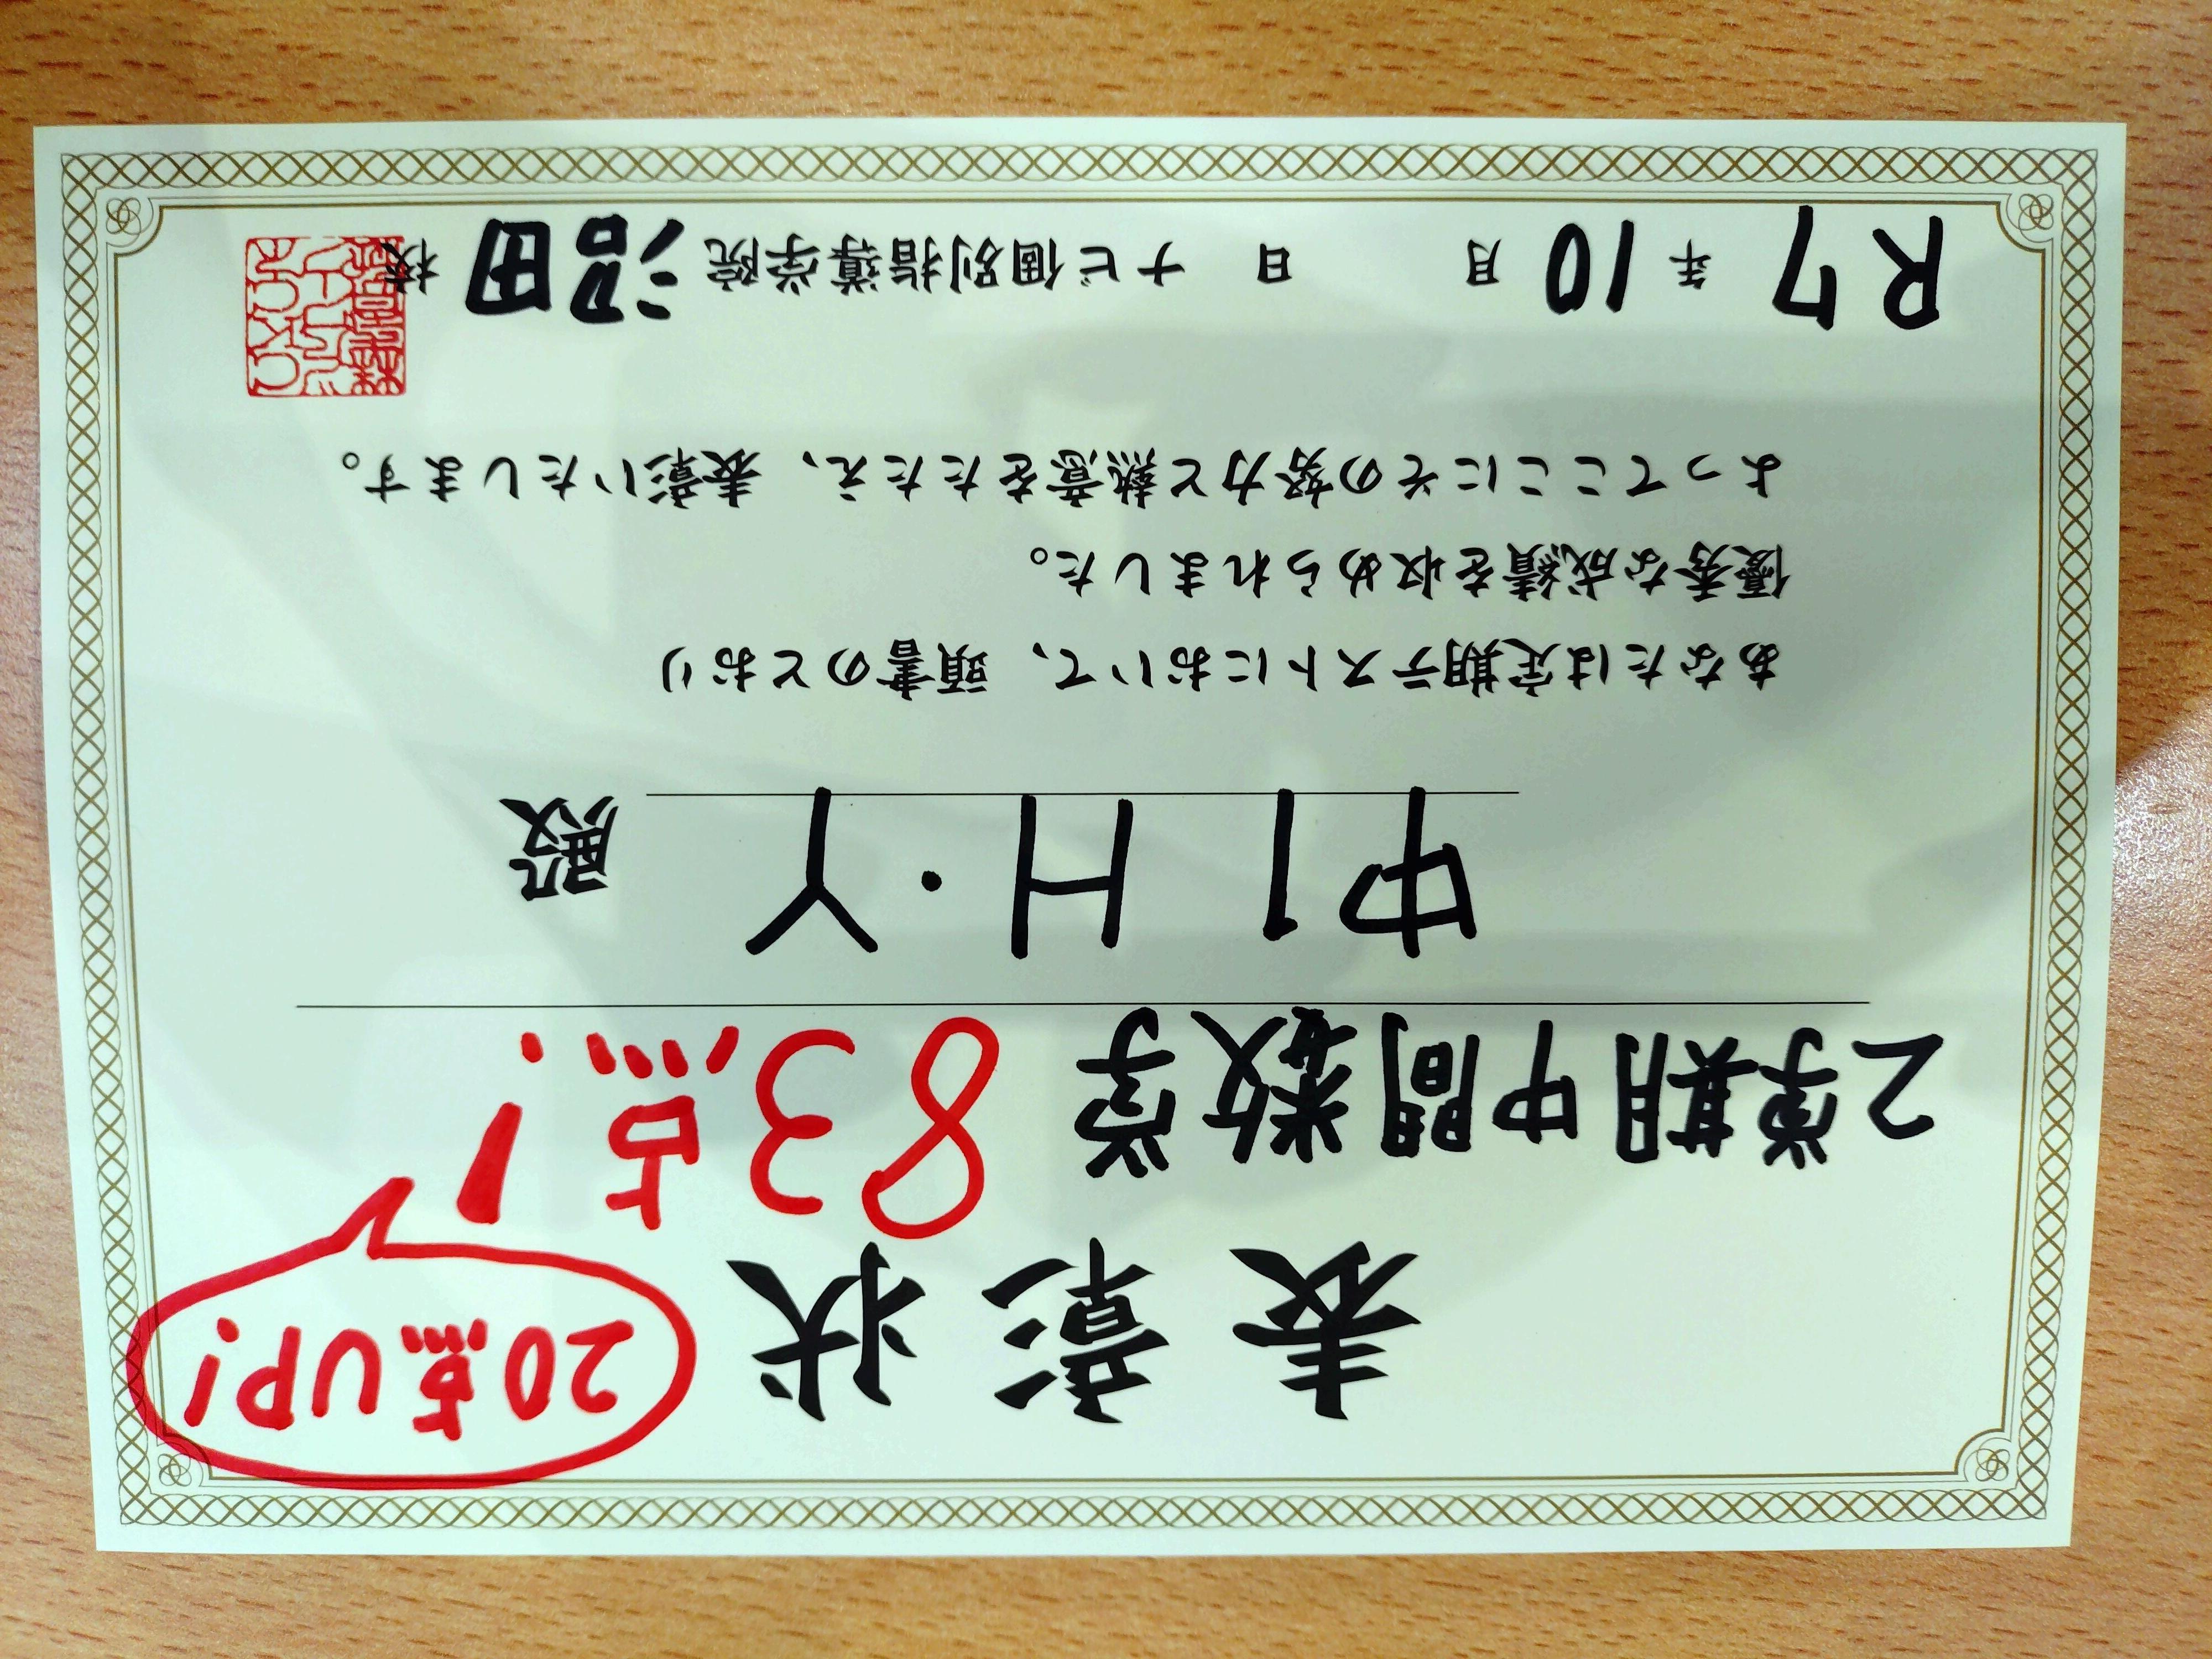 表彰状
20点UP!
2学期中間数学 83点!
中1 H・Y 殿
あなたは定期テストにおいて、頭書のとおり
優秀な成績を収められました。
よってここにその努力と熱意をたたえ、表彰いたします。
R7年10月 日 ナビ個別指導学院 沼田 校